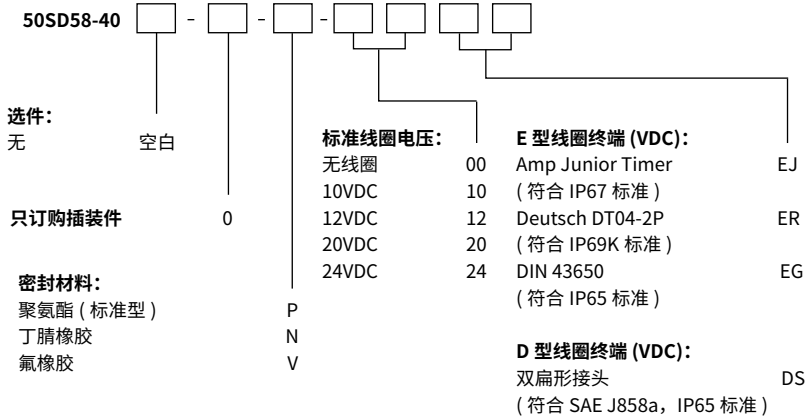 50SD58-40 - - -
选件：
无 空白
只订购插装件 0
密封材料：
聚氨酯 ( 标准型 ) P
丁腈橡胶 N
氟橡胶 V
标准线圈电压：
无线圈 00
10VDC 10
12VDC 12
20VDC 20
24VDC 24
E 型线圈终端 (VDC)：
Amp Junior Timer EJ
( 符合 IP67 标准 )
Deutsch DT04-2P ER
( 符合 IP69K 标准 )
DIN 43650 EG
( 符合 IP65 标准 )
D 型线圈终端 (VDC)：
双扁形接头 DS
( 符合 SAE J858a，IP65 标准 )